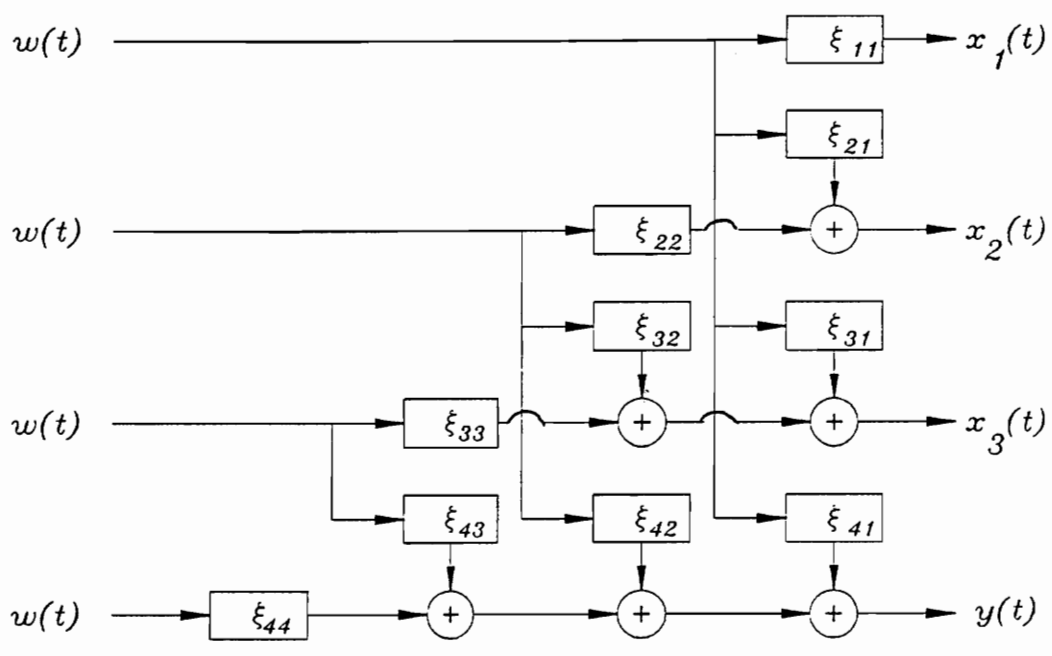 w(t) ξ11 x1(t)
ξ21
w(t) ξ22 + x2(t)
ξ32 ξ31
w(t) ξ33 + + x3(t)
ξ43 ξ42 ξ41
w(t) ξ44 + + + y(t)